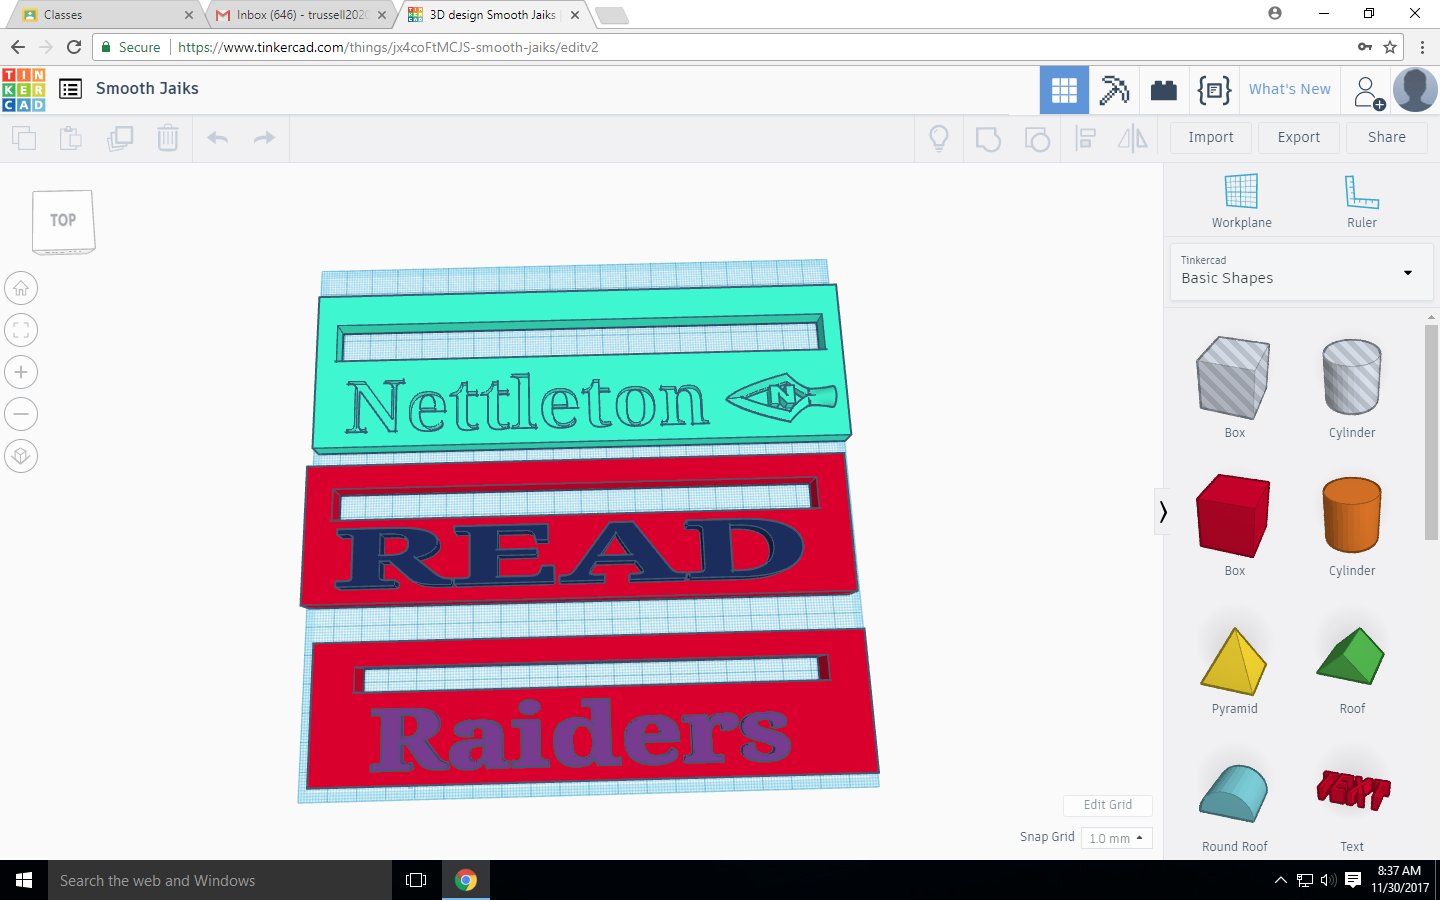 Classes
Inbox (646) - trussell202
3D design Smooth Jaiks
Secure
https://www.tinkercad.com/things/jx4coFtMCJS-smooth-jaiks/editv2
TIN
KER
CAD
Smooth Jaiks
What's New
Import
Export
Share
TOP
Workplane
Ruler
Tinkercad
Basic Shapes
Box
Cylinder
Box
Cylinder
Pyramid
Roof
TEXT
Round Roof
Text
Nettleton
N
READ
Raiders
Edit Grid
Snap Grid
1.0 mm
Search the web and Windows
8:37 AM
11/30/2017